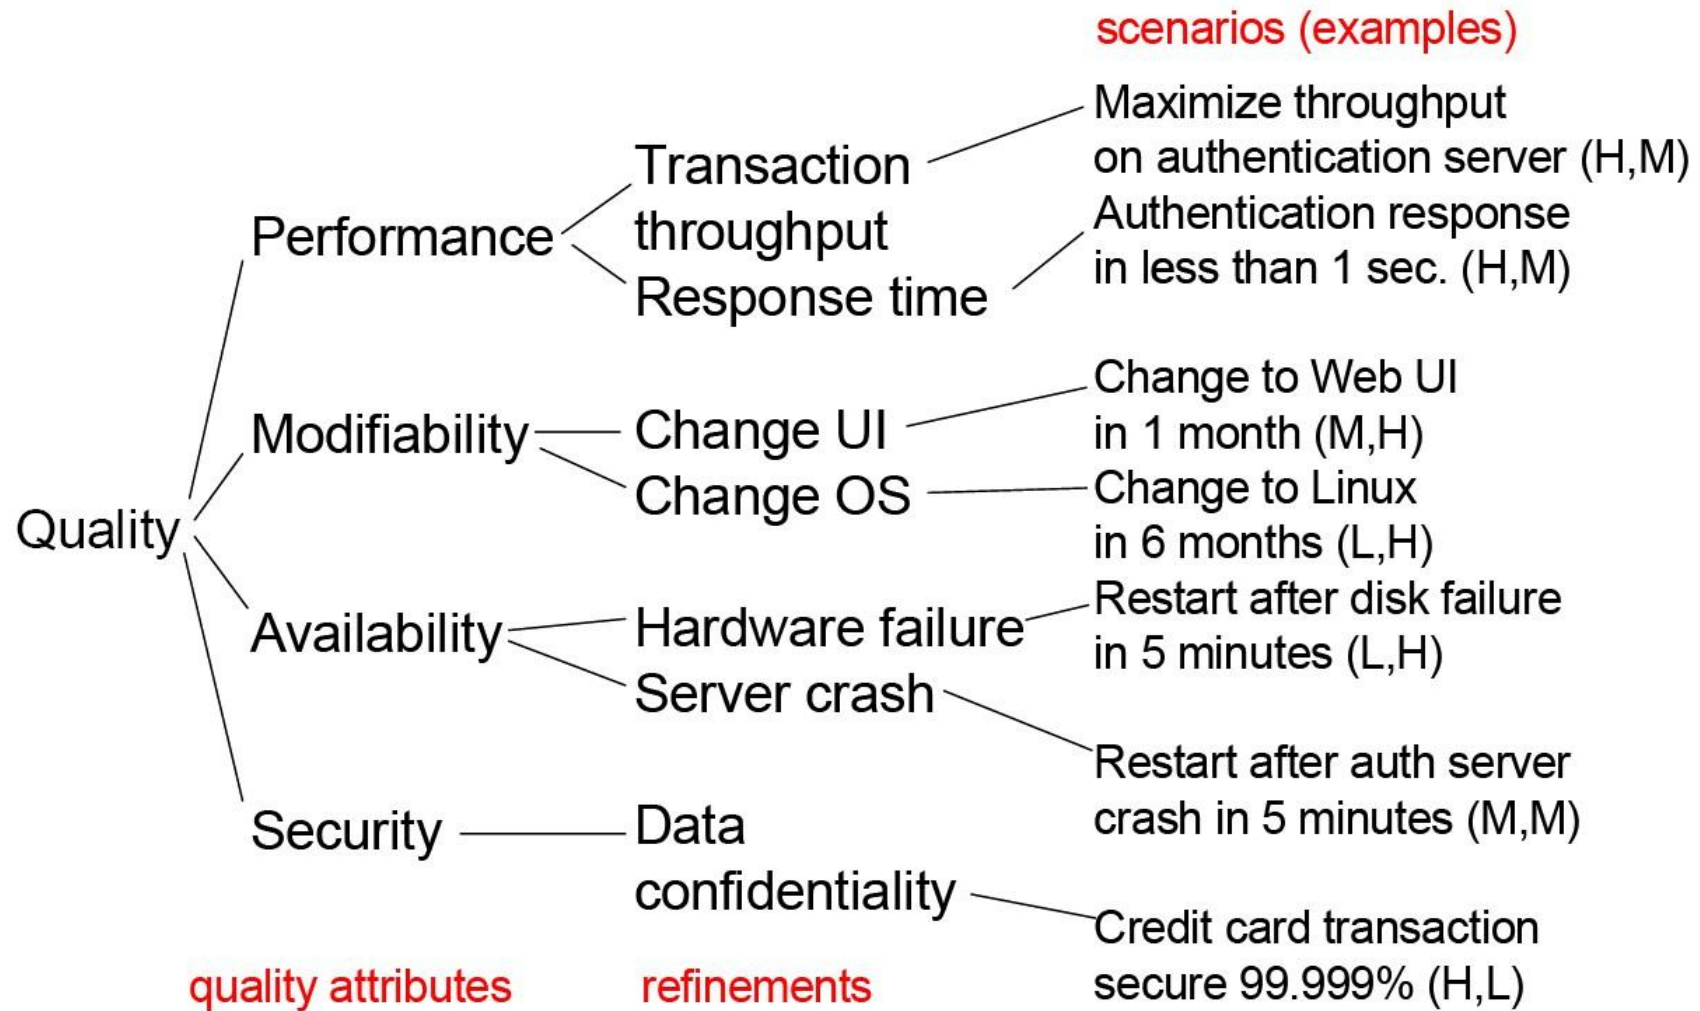 scenarios (examples)
Maximize throughput
on authentication server (H,M)
Transaction
throughput
Performance
Authentication response
in less than 1 sec. (H,M)
Response time
Change to Web UI
in 1 month (M,H)
Modifiability
Change UI
Change OS
Change to Linux
in 6 months (L,H)
Quality
Availability
Hardware failure
Restart after disk failure
in 5 minutes (L,H)
Server crash
Restart after auth server
crash in 5 minutes (M,M)
Security
Data
confidentiality
Credit card transaction
secure 99.999% (H,L)
quality attributes
refinements